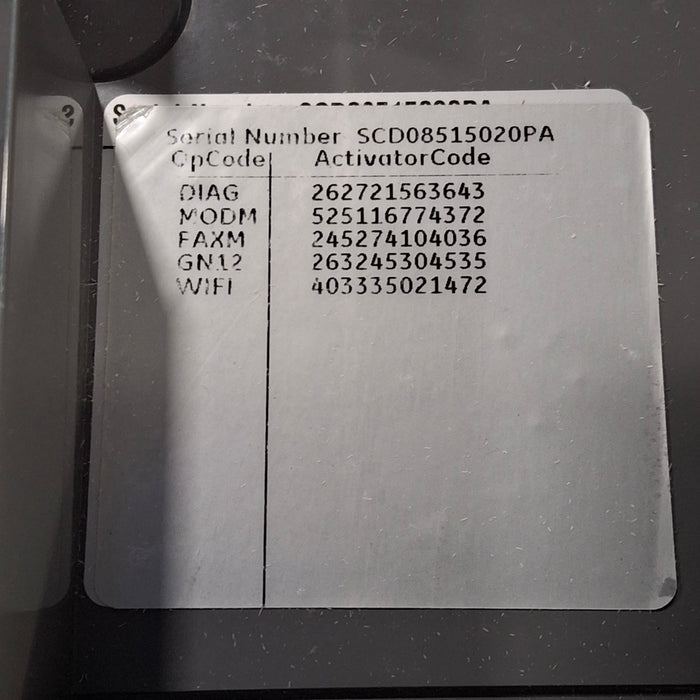 Serial Number SCD08515020PA
OpCode ActivatorCode
DIAG 262721563643
MODM 525116774372
FAXM 245274104036
GN12 263245304535
WIFI 403335021472